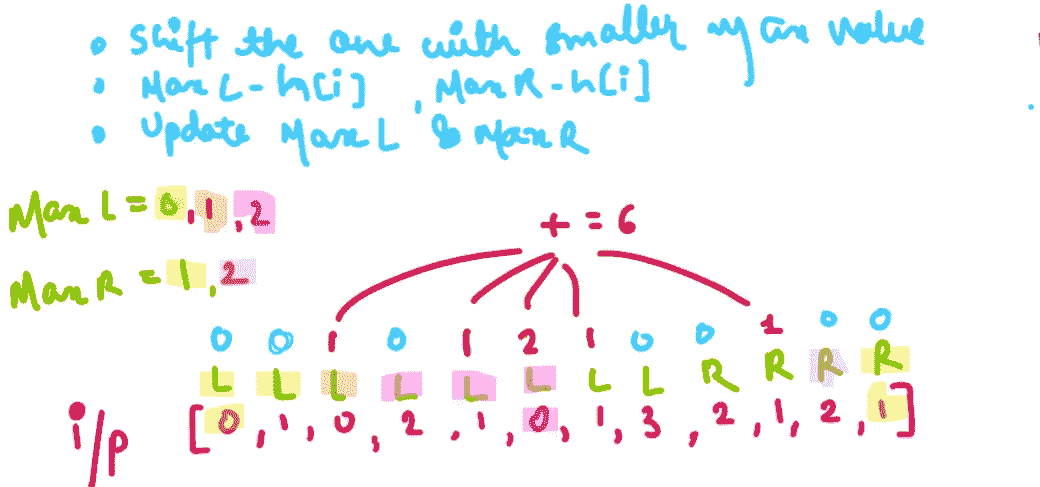 • Shift the one with smaller max value
• Max L - h[i] , Max R - h[i]
• Update Max L & Max R
Max L = 0, 1, 2
+ = 6
Max R = 1, 2
0 0 1 0 1 2 1 0 0 1 0 0
L L L L L L L L R R R R
i/p [0, 1, 0, 2, 1, 0, 1, 3, 2, 1, 2, 1]